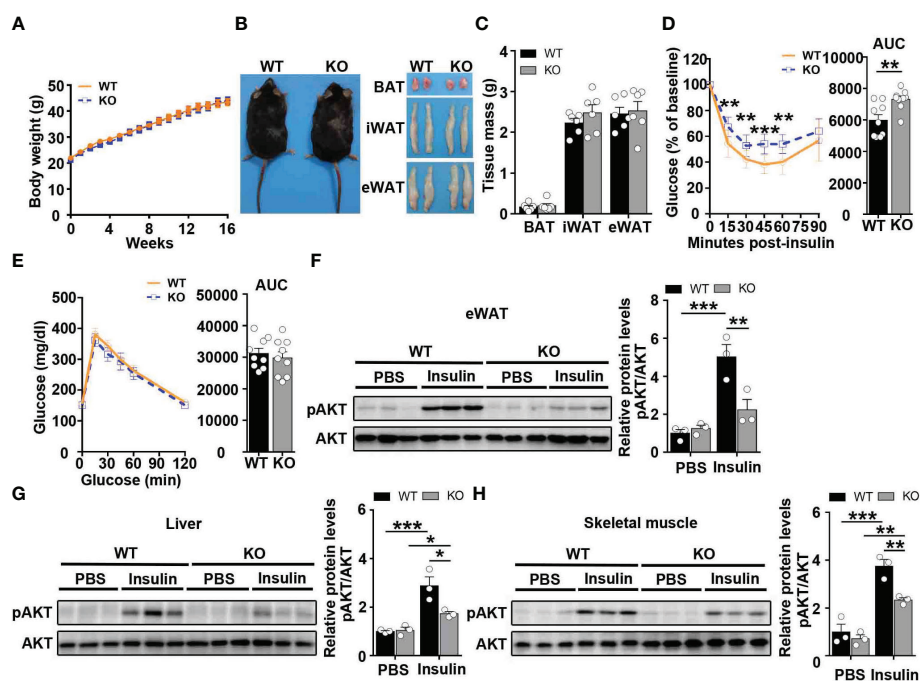 A
WT
KO
Body weight (g)
50
40
30
20
10
0
0 4 8 12 16
Weeks
B
WT KO
WT KO
BAT
iWAT
eWAT
C
WT
KO
Tissue mass (g)
4
3
2
1
0
BAT iWAT eWAT
D
WT
KO
Glucose (% of baseline)
120
100
80
60
40
20
0
** ** *** **
0 15 30 45 60 75 90
Minutes post-insulin
AUC
**
10000
8000
6000
4000
2000
0
WT KO
E
WT
KO
Glucose (mg/dl)
400
300
200
100
0
0 30 60 90 120
Glucose (min)
AUC
50000
40000
30000
20000
10000
0
WT KO
F
eWAT
WT KO
PBS Insulin PBS Insulin
pAKT
AKT
WT KO
Relative protein levels
pAKT/AKT
8
6
4
2
0
*** **
PBS Insulin
G
Liver
WT KO
PBS Insulin PBS Insulin
pAKT
AKT
WT KO
Relative protein levels
pAKT/AKT
6
4
2
0
***
*
*
PBS Insulin
H
Skeletal muscle
WT KO
PBS Insulin PBS Insulin
pAKT
AKT
WT KO
Relative protein levels
pAKT/AKT
6
4
2
0
***
**
**
PBS Insulin